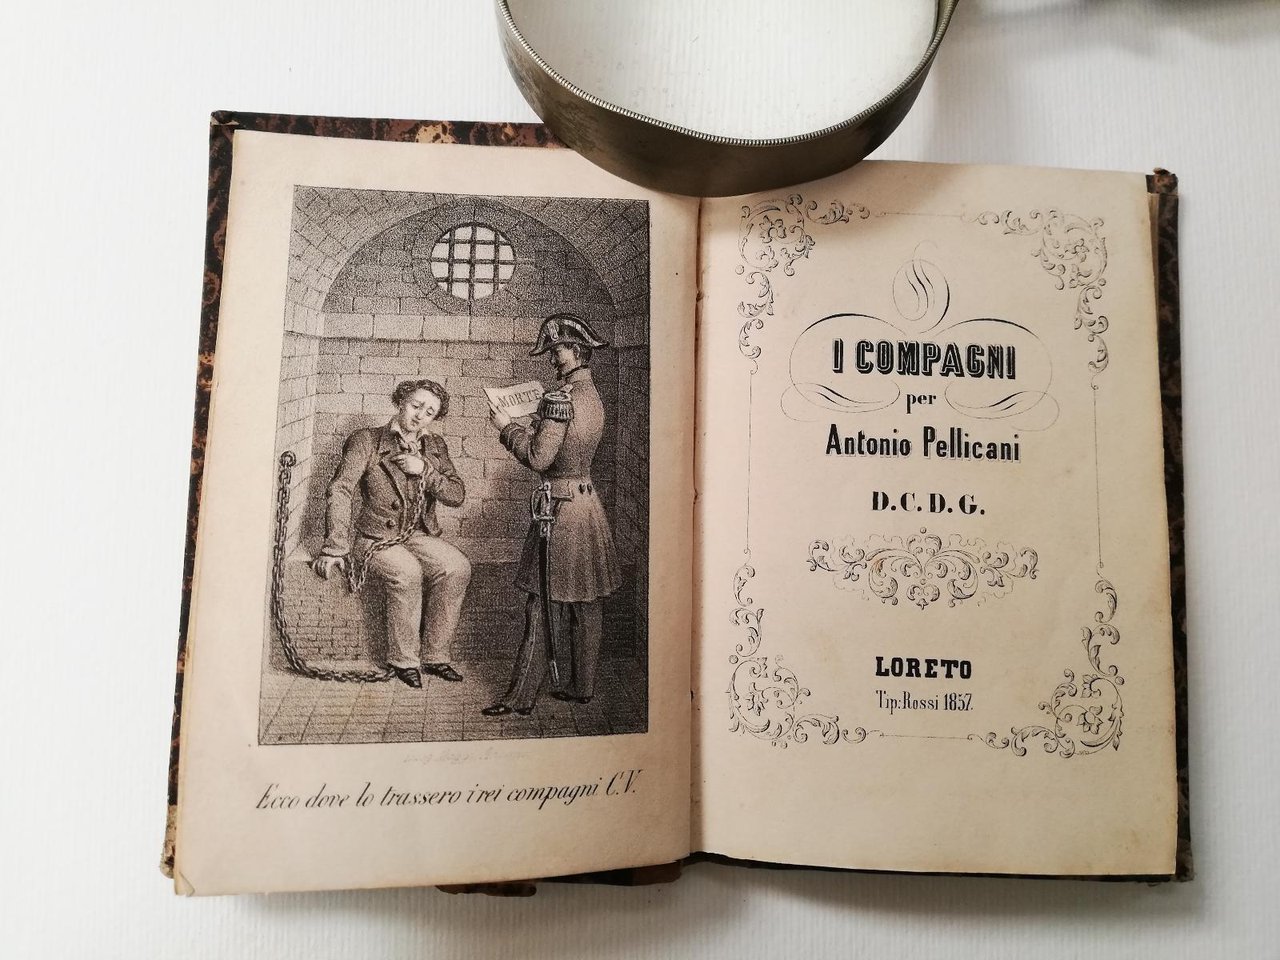 MORTE
Ecco dove lo trassero i rei compagni C.V.
I COMPAGNI
per
Antonio Pellicani
D.C.D.G.
LORETO
Tip: Rossi 1857.